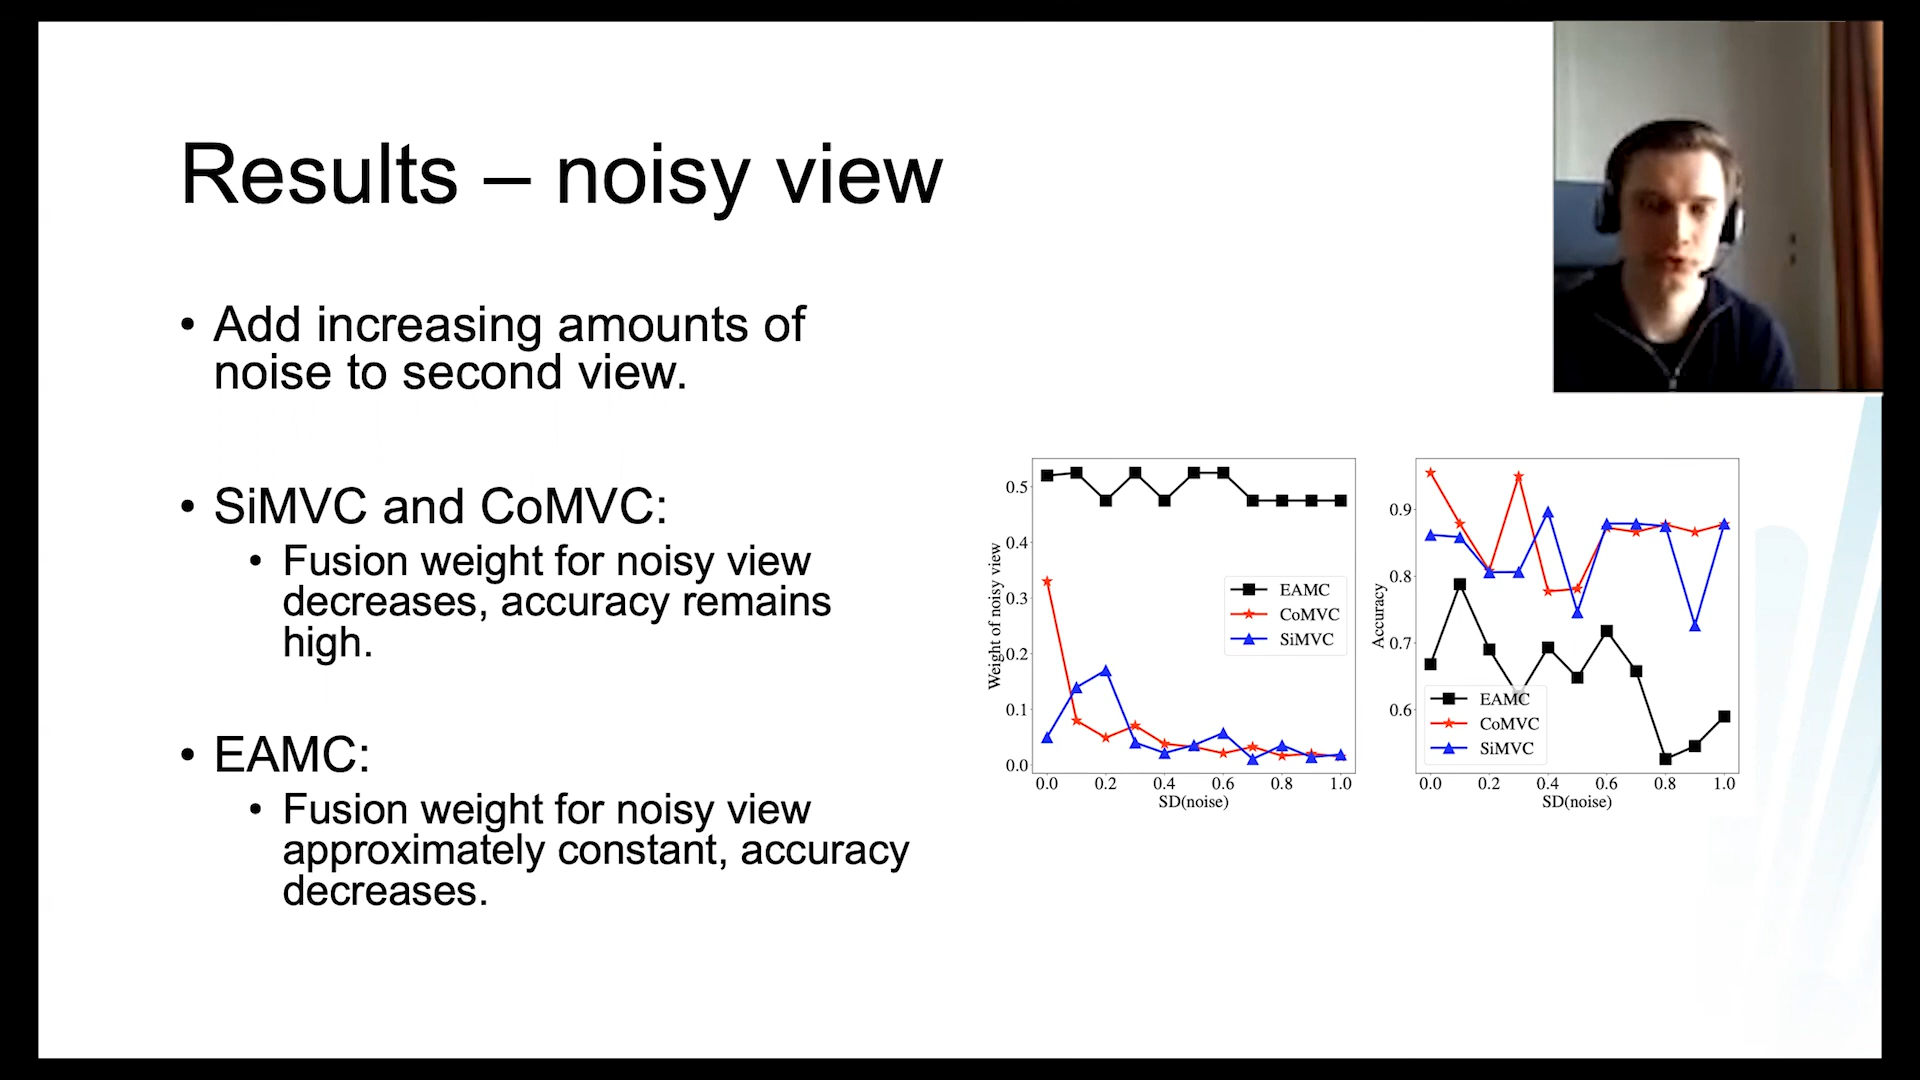 Results – noisy view
• Add increasing amounts of
noise to second view.
• SiMVC and CoMVC:
• Fusion weight for noisy view
decreases, accuracy remains
high.
• EAMC:
• Fusion weight for noisy view
approximately constant, accuracy
decreases.
Weight of noisy view
0.5
0.4
0.3
0.2
0.1
0.0
EAMC
CoMVC
SiMVC
0.0 0.2 0.4 0.6 0.8 1.0
SD(noise)
Accuracy
0.9
0.8
0.7
0.6
EAMC
CoMVC
SiMVC
0.0 0.2 0.4 0.6 0.8 1.0
SD(noise)